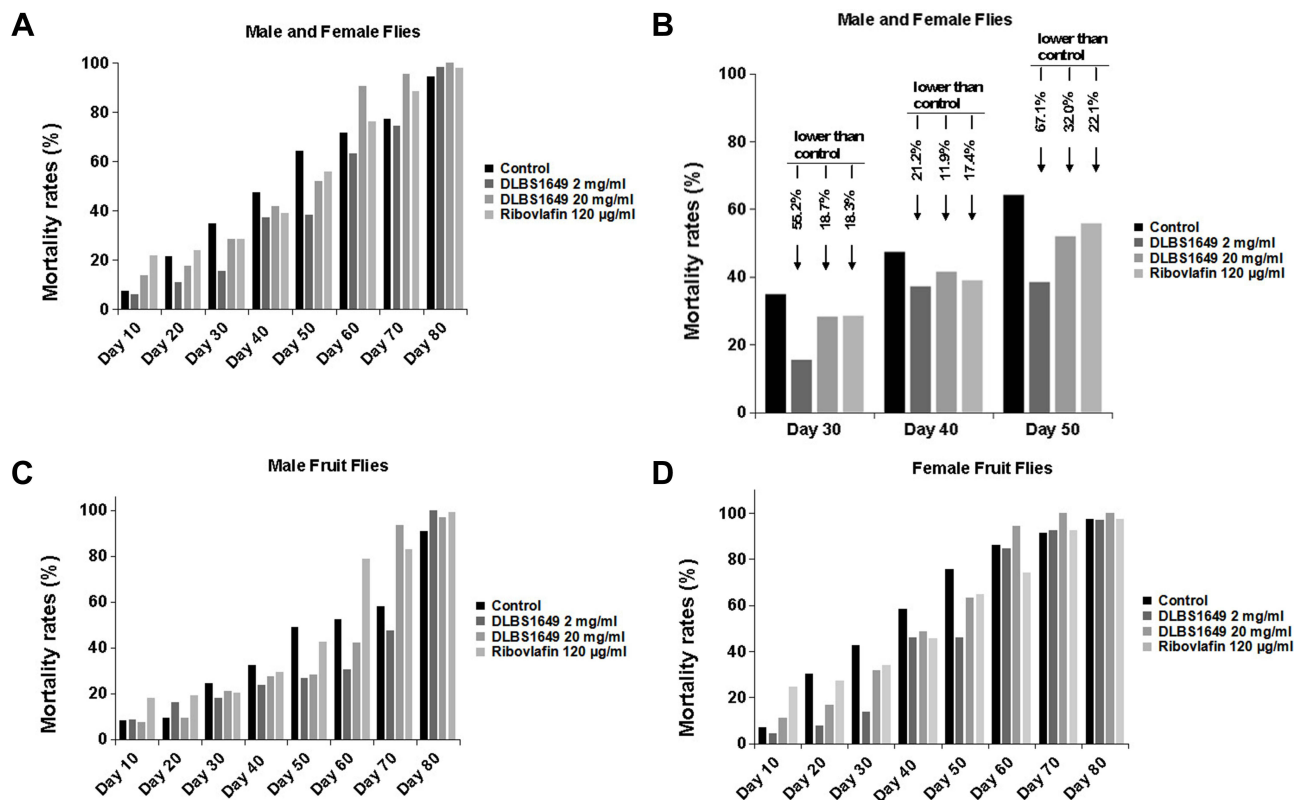 A
Male and Female Flies
Mortality rates (%)
100
80
60
40
20
0
Day 10
Day 20
Day 30
Day 40
Day 50
Day 60
Day 70
Day 80
Control
DLBS1649 2 mg/ml
DLBS1649 20 mg/ml
Ribovlafin 120 µg/ml
B
Male and Female Flies
Mortality rates (%)
100
80
60
40
20
0
lower than
control
55.2%
18.7%
18.3%
lower than
control
21.2%
11.9%
17.4%
lower than
control
67.1%
32.0%
22.1%
Day 30
Day 40
Day 50
Control
DLBS1649 2 mg/ml
DLBS1649 20 mg/ml
Ribovlafin 120 µg/ml
C
Male Fruit Flies
Mortality rates (%)
100
80
60
40
20
0
Day 10
Day 20
Day 30
Day 40
Day 50
Day 60
Day 70
Day 80
Control
DLBS1649 2 mg/ml
DLBS1649 20 mg/ml
Ribovlafin 120 µg/ml
D
Female Fruit Flies
Mortality rates (%)
100
80
60
40
20
0
Day 10
Day 20
Day 30
Day 40
Day 50
Day 60
Day 70
Day 80
Control
DLBS1649 2 mg/ml
DLBS1649 20 mg/ml
Ribovlafin 120 µg/ml